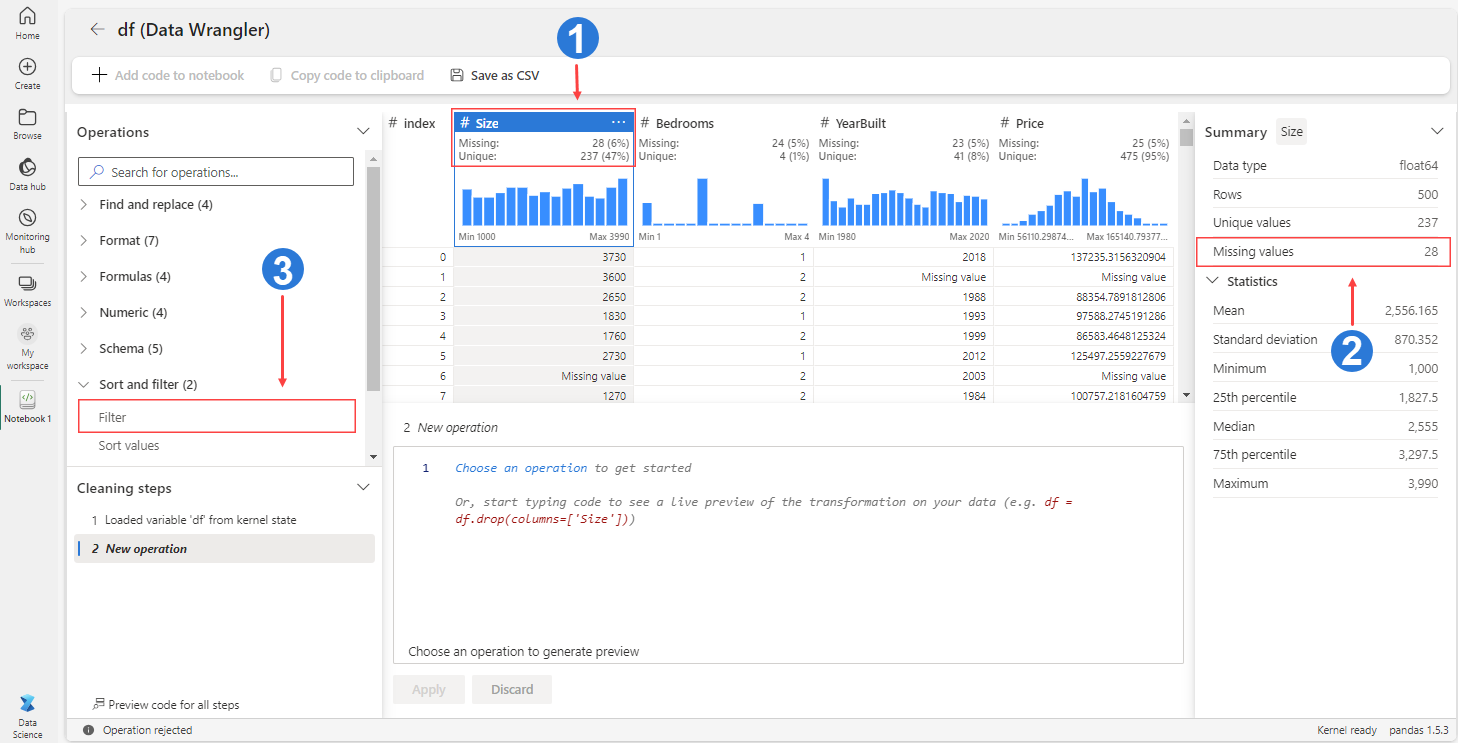 Home
Create
Browse
Data hub
Monitoring
hub
Workspaces
My
workspace
Notebook 1
Data
Science
df (Data Wrangler)
1
Add code to notebook
Copy code to clipboard
Save as CSV
Operations
Search for operations...
Find and replace (4)
Format (7)
Formulas (4)
3
Numeric (4)
Schema (5)
Sort and filter (2)
Filter
Sort values
Cleaning steps
1 Loaded variable 'df' from kernel state
2 New operation
Preview code for all steps
# index # Size ... # Bedrooms # YearBuilt # Price
Missing: 28 (6%) Missing: 24 (5%) Missing: 23 (5%) Missing: 25 (5%)
Unique: 237 (47%) Unique: 4 (1%) Unique: 41 (8%) Unique: 475 (95%)
Min 1000 Max 3990 Min 1 Max 4 Min 1980 Max 2020 Min 56110.29874... Max 165140.79377...
0 3730 1 2018 137235.3156320904
1 3600 2 Missing value Missing value
2 2650 2 1988 88354.7891812806
3 1830 1 1993 97588.2745191286
4 1760 2 1999 86583.4648125324
5 2730 1 2012 125497.2559227679
6 Missing value 2 2003 Missing value
7 1270 2 1984 100757.2181604759
2 New operation
1 Choose an operation to get started
Or, start typing code to see a live preview of the transformation on your data (e.g. df =
df.drop(columns=['Size']))
Choose an operation to generate preview
Apply Discard
Summary Size
Data type float64
Rows 500
Unique values 237
Missing values 28
Statistics
Mean 2,556.165
Standard deviation 870.352
2
Minimum 1,000
25th percentile 1,827.5
Median 2,555
75th percentile 3,297.5
Maximum 3,990
Operation rejected
Kernel ready pandas 1.5.3